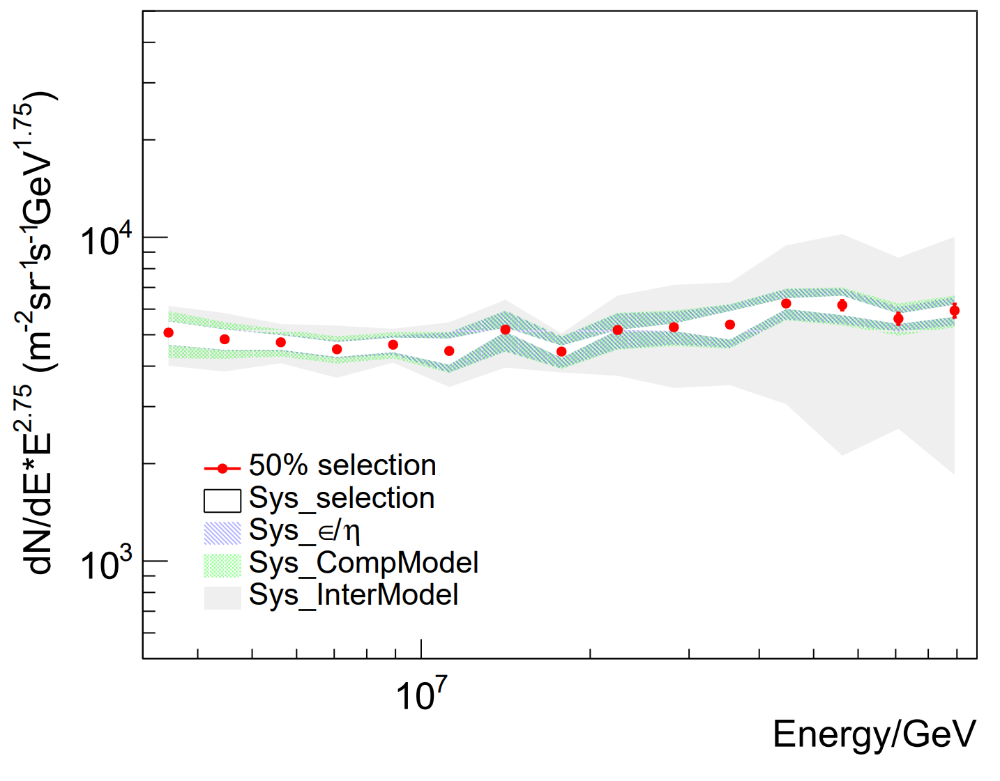 dN/dE*E^2.75 (m^-2sr^-1s^-1GeV^1.75)
10^4
10^3
50% selection
Sys_selection
Sys_∈/η
Sys_CompModel
Sys_InterModel
10^7
Energy/GeV